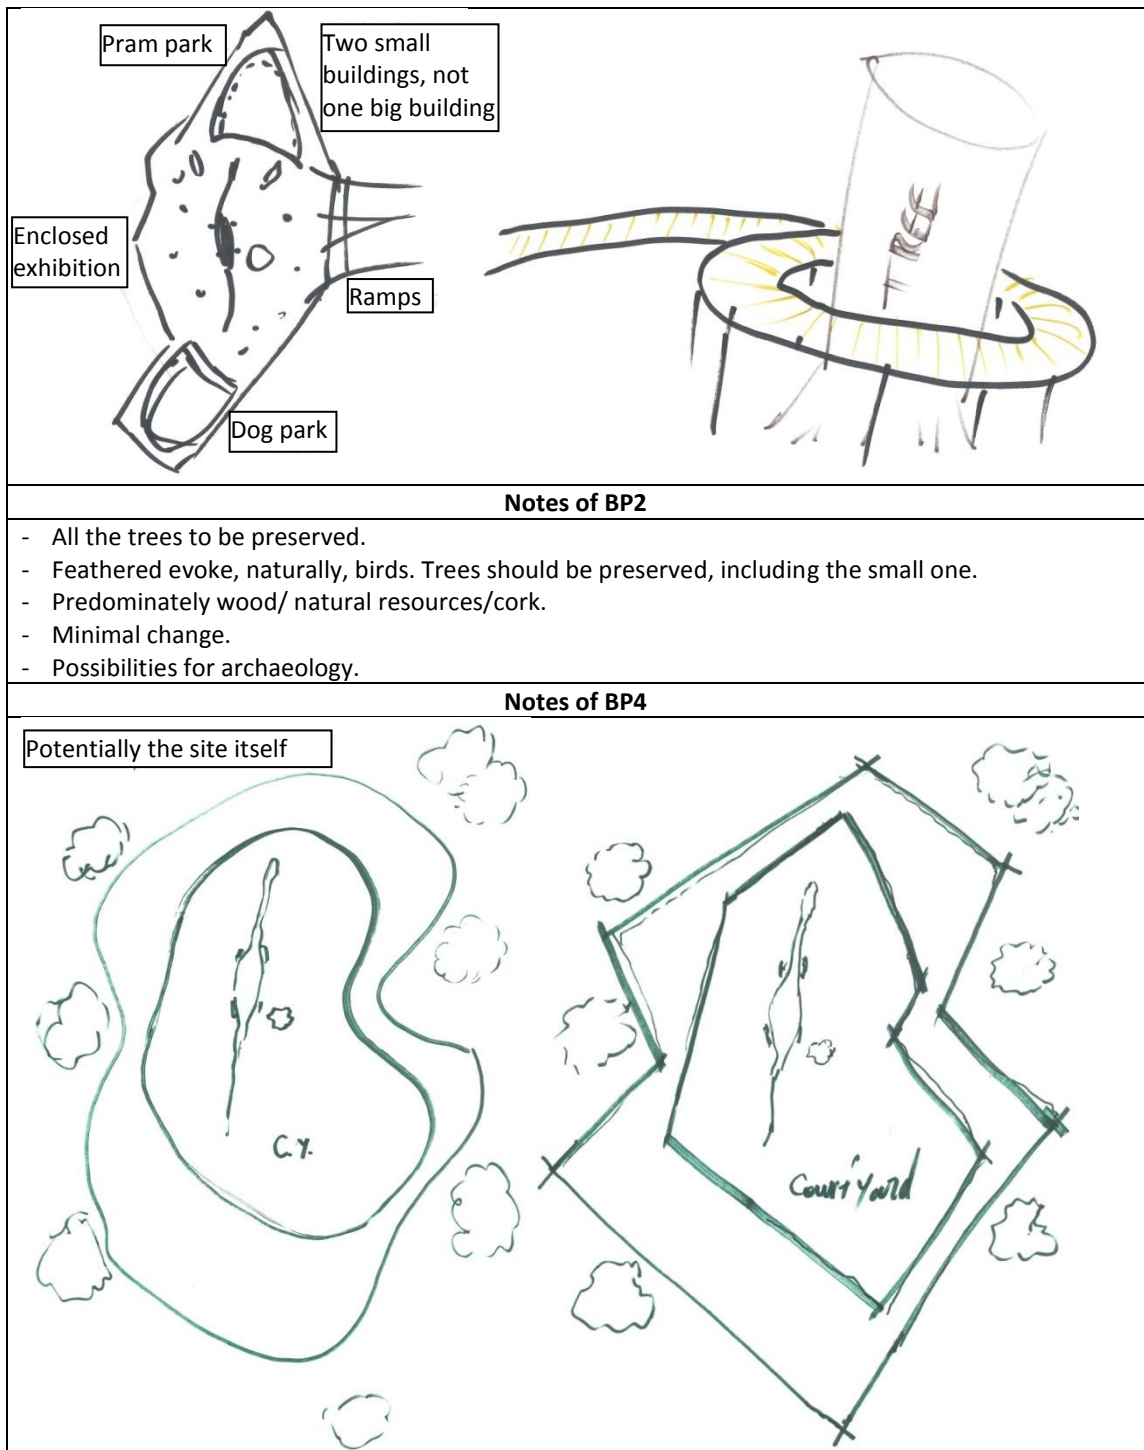 Pram park
Two small
buildings, not
one big building
TREE
Enclosed
exhibition
Ramps
Dog park
Notes of BP2
- All the trees to be preserved.
- Feathered evoke, naturally, birds. Trees should be preserved, including the small one.
- Predominately wood/ natural resources/cork.
- Minimal change.
- Possibilities for archaeology.
Notes of BP4
Potentially the site itself
C.Y.
Courtyard